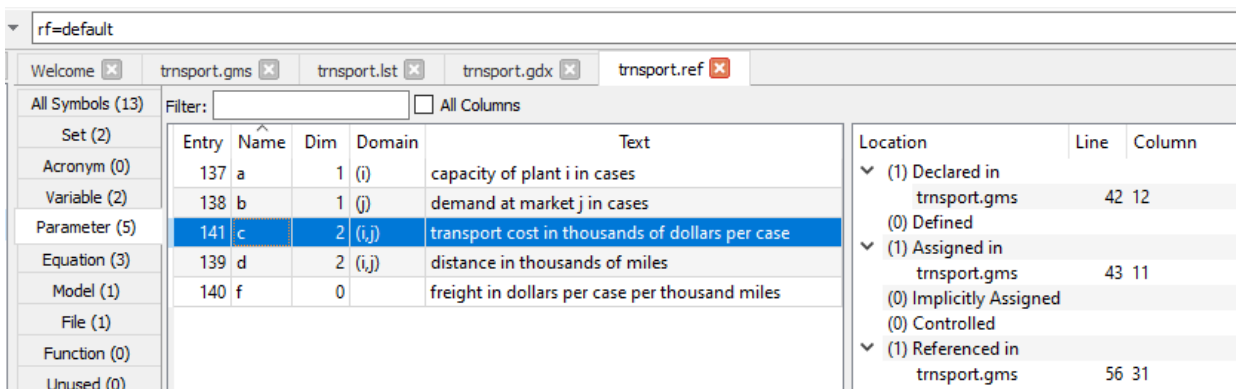 rf=default
Welcome trnsport.gms trnsport.lst trnsport.gdx trnsport.ref
All Symbols (13)
Set (2)
Acronym (0)
Variable (2)
Parameter (5)
Equation (3)
Model (1)
File (1)
Function (0)
Unused (0)
Filter: All Columns
Entry Name Dim Domain Text
137 a 1 (i) capacity of plant i in cases
138 b 1 (j) demand at market j in cases
141 c 2 (i,j) transport cost in thousands of dollars per case
139 d 2 (i,j) distance in thousands of miles
140 f 0 freight in dollars per case per thousand miles
Location Line Column
(1) Declared in
trnsport.gms 42 12
(0) Defined
(1) Assigned in
trnsport.gms 43 11
(0) Implicitly Assigned
(0) Controlled
(1) Referenced in
trnsport.gms 56 31